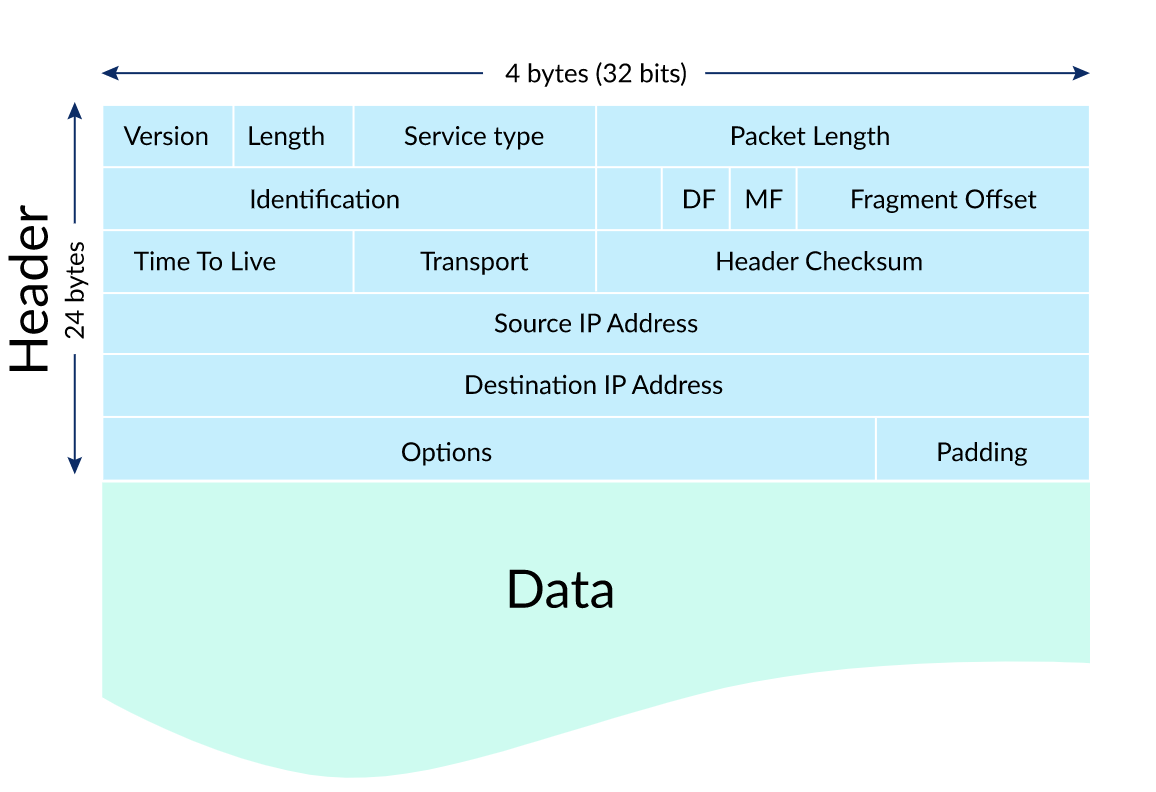 4 bytes (32 bits)
Header
24 bytes
Version Length Service type Packet Length
Identification DF MF Fragment Offset
Time To Live Transport Header Checksum
Source IP Address
Destination IP Address
Options Padding
Data